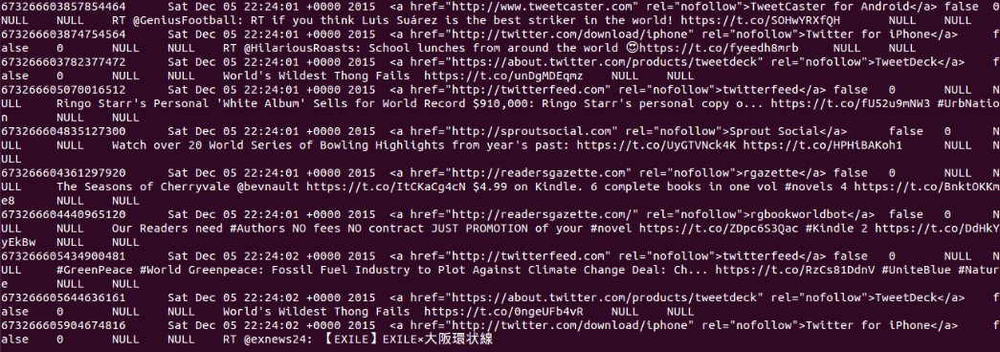 673266603857854464      Sat Dec 05 22:24:01 +0000 2015  <a href="http://www.tweetcaster.com" rel="nofollow">TweetCaster for Android</a> false  0
NULL    NULL    RT @GeniusFootball: RT if you think Luis Suárez is the best striker in the world! https://t.co/SOHwYRXfQH       NULL    NULL
673266603874754564      Sat Dec 05 22:24:01 +0000 2015  <a href="http://twitter.com/download/iphone" rel="nofollow">Twitter for iPhone</a>     f
alse    0       NULL    NULL    RT @HilariousRoasts: School lunches from around the world 😍https://t.co/fyeedh8mrb     NULL    NULL
673266603782377472      Sat Dec 05 22:24:01 +0000 2015  <a href="https://about.twitter.com/products/tweetdeck" rel="nofollow">TweetDeck</a>     f
alse    0       NULL    NULL    World's Wildest Thong Fails  https://t.co/unDgMDEqmz    NULL    NULL
673266605070016512      Sat Dec 05 22:24:01 +0000 2015  <a href="http://twitterfeed.com" rel="nofollow">twitterfeed</a> false   0       NULL    N
ULL     Ringo Starr's Personal 'White Album' Sells for World Record $910,000: Ringo Starr's personal copy o... https://t.co/fU52u9mNW3 #UrbNatio
n       NULL    NULL
673266604835127300      Sat Dec 05 22:24:01 +0000 2015  <a href="http://sproutsocial.com" rel="nofollow">Sprout Social</a>      false   0       N
ULL     NULL    Watch over 20 World Series of Bowling Highlights from year's past: https://t.co/UyGTVNck4K https://t.co/HPHiBAKoh1      NULL    N
ULL
673266604361297920      Sat Dec 05 22:24:01 +0000 2015  <a href="http://readersgazette.com" rel="nofollow">rgazette</a> false   0       NULL    N
ULL     The Seasons of Cherryvale @bevnault https://t.co/ItCKaCg4cN $4.99 on Kindle. 6 complete books in one vol #novels 4 https://t.co/BnktOKKm
e8      NULL    NULL
673266604440965120      Sat Dec 05 22:24:01 +0000 2015  <a href="http://readersgazette.com/" rel="nofollow">rgbookworldbot</a>  false   0       N
ULL     NULL    Our Readers need #Authors NO fees NO contract JUST PROMOTION of your #novel https://t.co/ZDpc6S3Qac #Kindle 2 https://t.co/DdHkY
yEkBw   NULL    NULL
673266605434900481      Sat Dec 05 22:24:02 +0000 2015  <a href="http://twitterfeed.com" rel="nofollow">twitterfeed</a> false   0       NULL    N
ULL     #GreenPeace #World Greenpeace: Fossil Fuel Industry to Plot Against Climate Change Deal: Ch... https://t.co/RzCs81DdnV #UniteBlue #Natur
e       NULL    NULL
673266605644636161      Sat Dec 05 22:24:02 +0000 2015  <a href="https://about.twitter.com/products/tweetdeck" rel="nofollow">TweetDeck</a>     f
alse    0       NULL    NULL    World's Wildest Thong Fails  https://t.co/0ngeUFb4vR    NULL    NULL
673266605904674816      Sat Dec 05 22:24:02 +0000 2015  <a href="http://twitter.com/download/iphone" rel="nofollow">Twitter for iPhone</a>     f
alse    0       NULL    NULL    RT @exnews24: 【EXILE】EXILE×大阪環状線